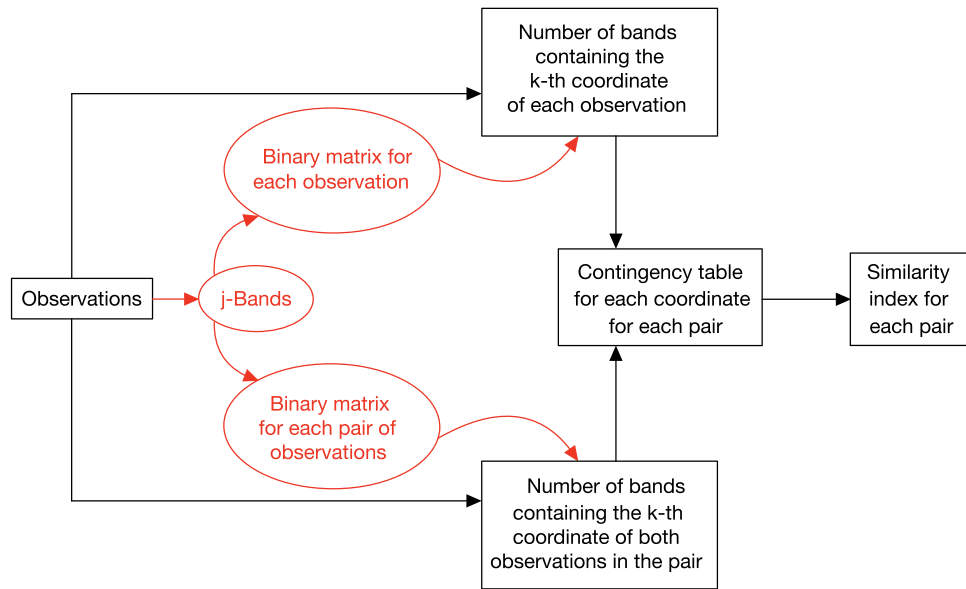 Number of bands
containing the
k-th coordinate
of each observation
Binary matrix for
each observation
Observations
j-Bands
Contingency table
for each coordinate
for each pair
Similarity
index for
each pair
Binary matrix
for each pair of
observations
Number of bands
containing the k-th
coordinate of both
observations in the pair